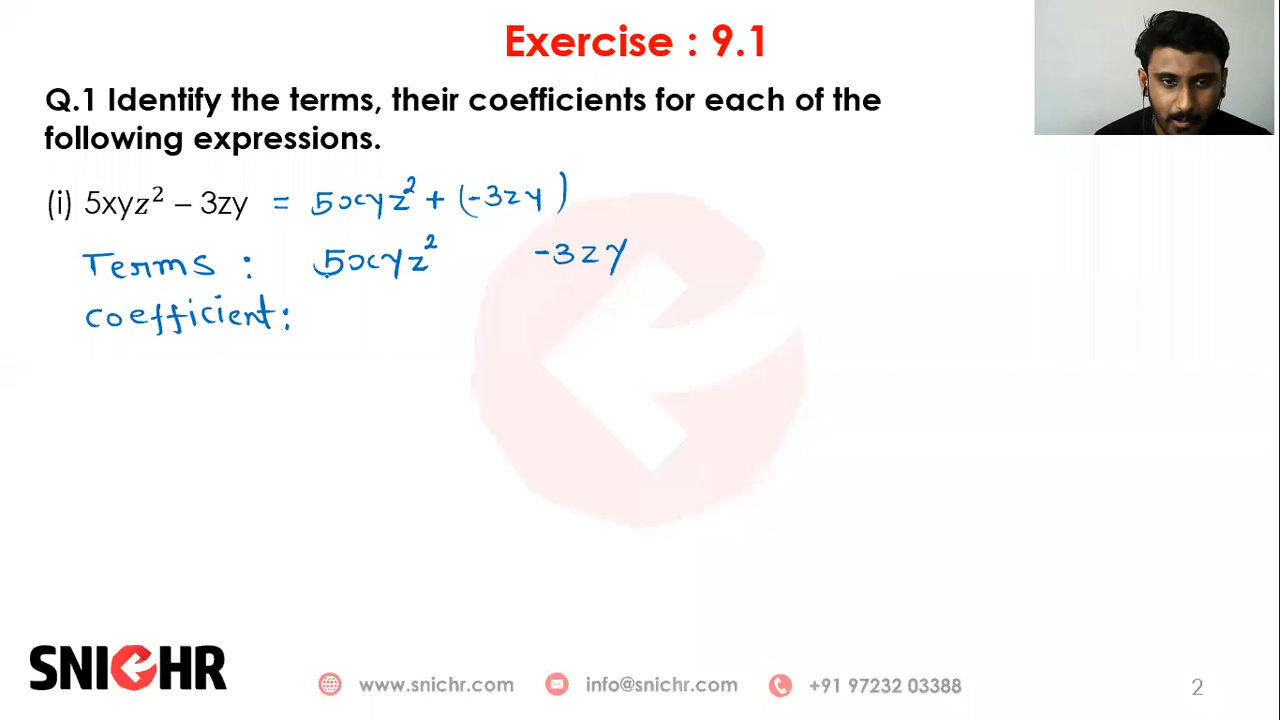 Exercise : 9.1
Q.1 Identify the terms, their coefficients for each of the
following expressions.
(i) 5xyz² – 3zy = 5xyz² + (-3zy)
Terms : 5xyz² -3zy
coefficient:
SNICHR
www.snichr.com info@snichr.com +91 97232 03388 2